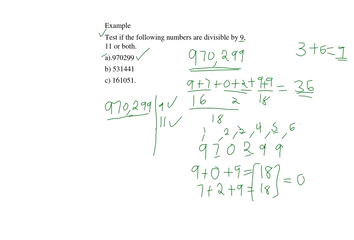 Example
Test if the following numbers are divisible by 9,
11 or both.
a).970299
b) 531441
c) 161051.
970,299
3+6=9
9+7+0+2+9+9 = 36
16 2 18
18
970,299 | 9 ✓
11 ✓
1 2 3 4 5 6
9 7 0 2 9 9
9+0+9=[18]
7+2+9=[18] = 0